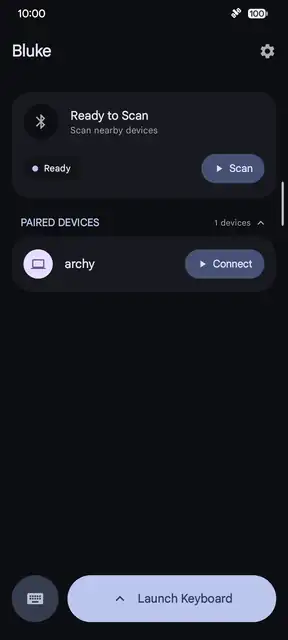 10:00
100
Bluke
Ready to Scan
Scan nearby devices
Ready
Scan
PAIRED DEVICES
1 devices
archy
Connect
Launch Keyboard